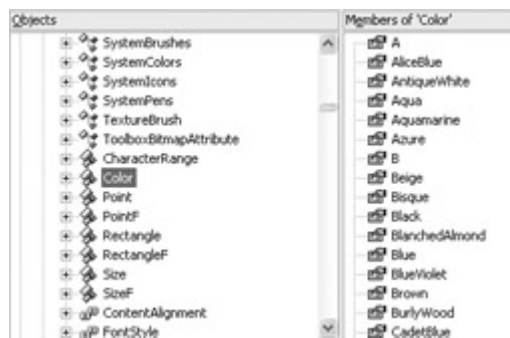 Objects
SystemBrushes
SystemColors
SystemIcons
SystemPens
TextureBrush
ToolboxBitmapAttribute
CharacterRange
Color
Point
PointF
Rectangle
RectangleF
Size
SizeF
ContentAlignment
FontStyle
Members of 'Color'
A
AliceBlue
AntiqueWhite
Aqua
Aquamarine
Azure
B
Beige
Bisque
Black
BlanchedAlmond
Blue
BlueViolet
Brown
BurlyWood
CadetBlue